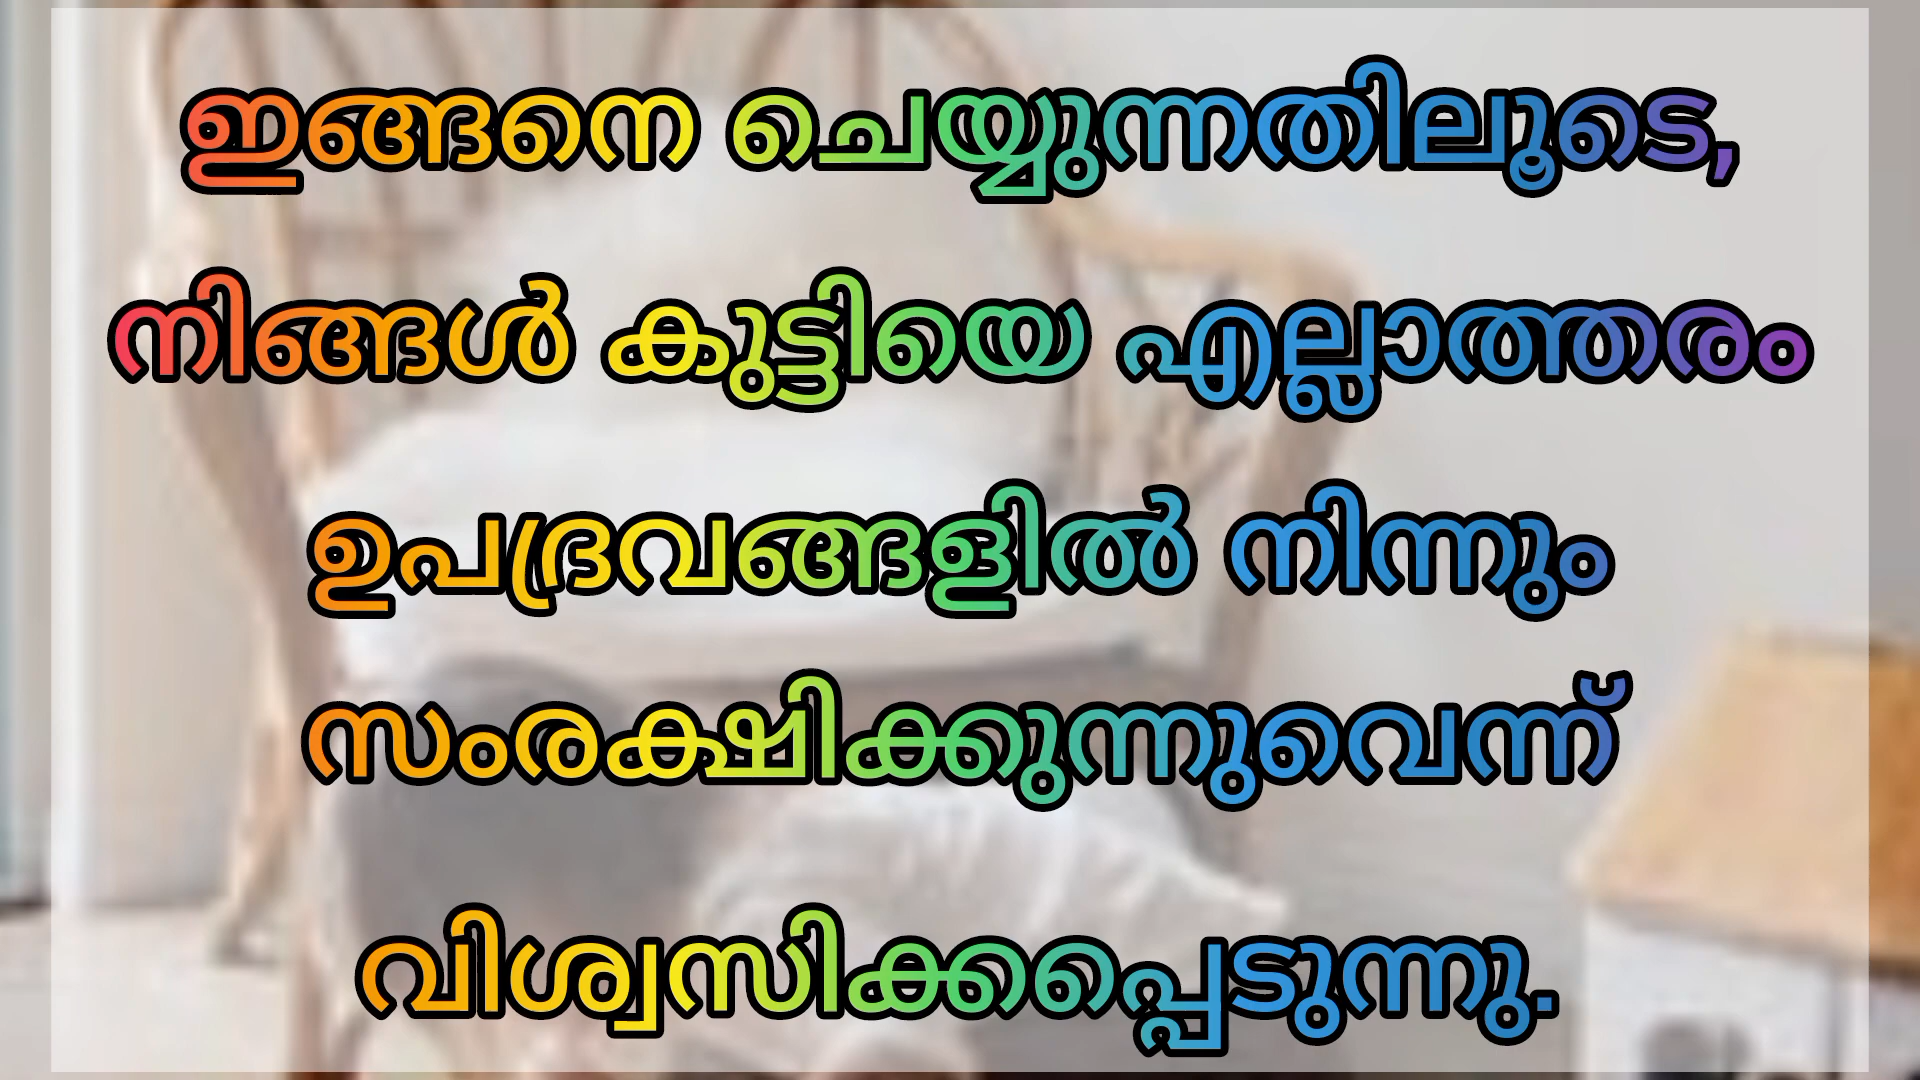 ഇങ്ങനെ ചെയ്യുന്നതിലൂടെ,
നിങ്ങൾ കുട്ടിയെ എല്ലാത്തരം
ഉപദ്രവങ്ങളിൽ നിന്നും
സംരക്ഷിക്കുന്നുവെന്ന്
വിശ്വസിക്കപ്പെടുന്നു.